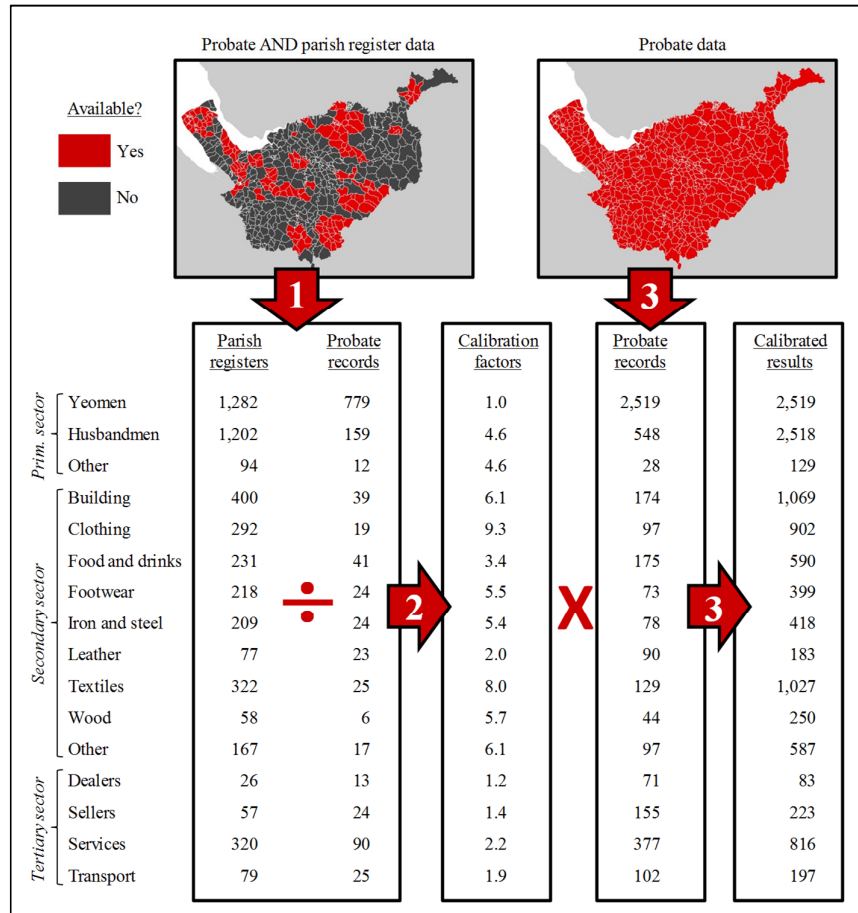 Probate AND parish register data
Probate data
Available?
Yes
No
1
3
Parish registers
Probate records
Calibration factors
Probate records
Calibrated results
Prim. sector
Yeomen 1,282 779 1.0 2,519 2,519
Husbandmen 1,202 159 4.6 548 2,518
Other 94 12 4.6 28 129
Secondary sector
Building 400 39 6.1 174 1,069
Clothing 292 19 9.3 97 902
Food and drinks 231 41 3.4 175 590
Footwear 218 24 5.5 73 399
÷ 2 X 3
Iron and steel 209 24 5.4 78 418
Leather 77 23 2.0 90 183
Textiles 322 25 8.0 129 1,027
Wood 58 6 5.7 44 250
Other 167 17 6.1 97 587
Tertiary sector
Dealers 26 13 1.2 71 83
Sellers 57 24 1.4 155 223
Services 320 90 2.2 377 816
Transport 79 25 1.9 102 197